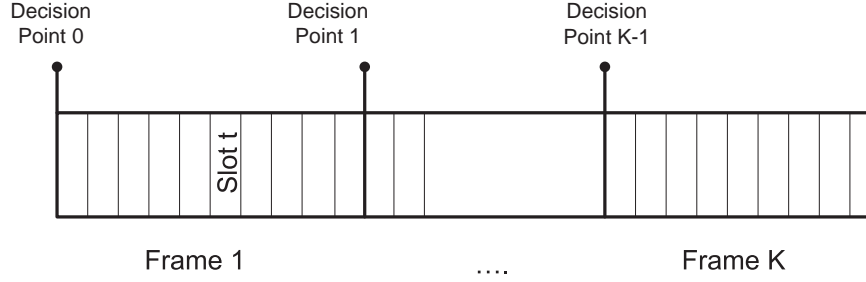 Decision
Point 0
Decision
Point 1
Decision
Point K-1
Slot t
Frame 1
....
Frame K